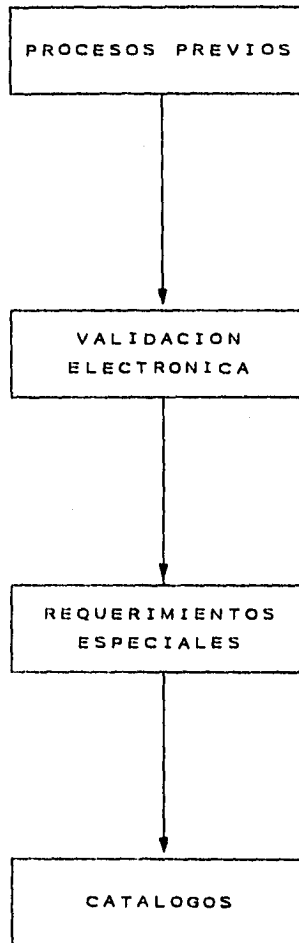 PROCESOS PREVIOS
VALIDACION
ELECTRONICA
REQUERIMIENTOS
ESPECIALES
CATALOGOS